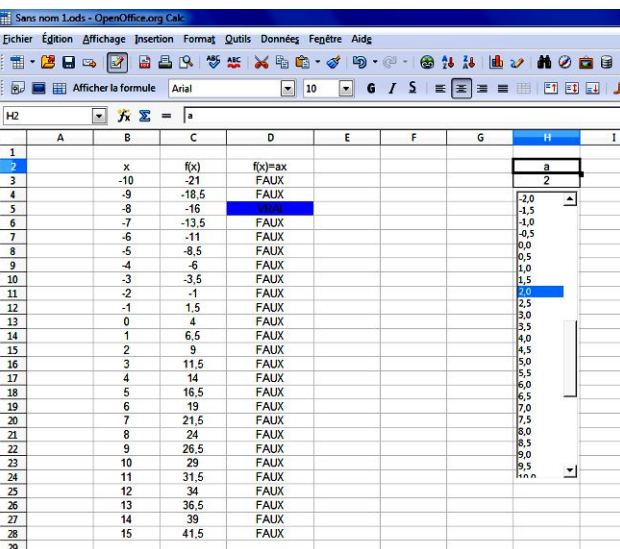 Sans nom 1.ods - OpenOffice.org Calc
Fichier Édition Affichage Insertion Format Outils Données Fenêtre Aide
Afficher la formule Arial 10 G I S
H2 = a
A B C D E F G H I
1
2 x f(x) f(x)=ax a
3 -10 -21 FAUX 2
4 -9 -18,5 FAUX -2,0
5 -8 -16 VRAI -1,5
6 -7 -13,5 FAUX -1,0
7 -6 -11 FAUX -0,5
8 -5 -8,5 FAUX 0,0
9 -4 -6 FAUX 0,5
10 -3 -3,5 FAUX 1,0
11 -2 -1 FAUX 1,5
12 -1 1,5 FAUX 2,0
13 0 4 FAUX 2,5
14 1 6,5 FAUX 3,0
15 2 9 FAUX 3,5
16 3 11,5 FAUX 4,0
17 4 14 FAUX 4,5
18 5 16,5 FAUX 5,0
19 6 19 FAUX 5,5
20 7 21,5 FAUX 6,0
21 8 24 FAUX 6,5
22 9 26,5 FAUX 7,0
23 10 29 FAUX 7,5
24 11 31,5 FAUX 8,0
25 12 34 FAUX 8,5
26 13 36,5 FAUX 9,0
27 14 39 FAUX 9,5
28 15 41,5 FAUX 10,0
29